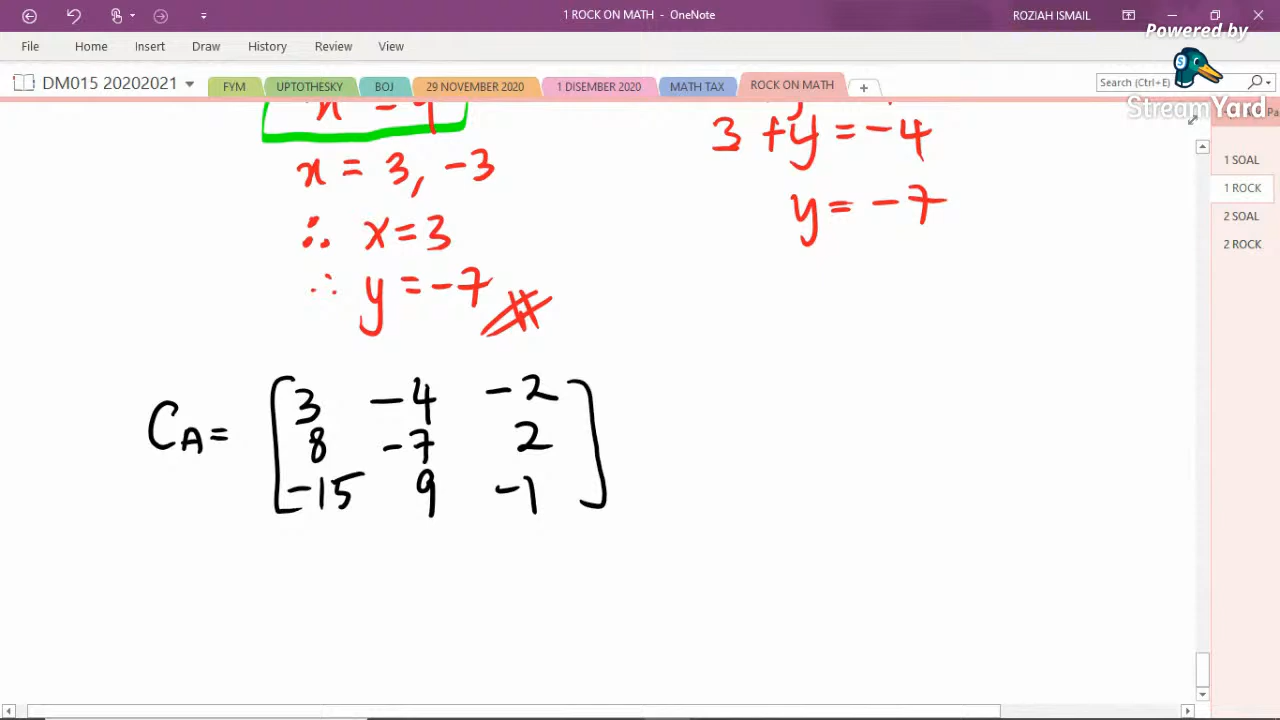 1 ROCK ON MATH - OneNote
ROZIAH ISMAIL
Powered by
File Home Insert Draw History Review View
DM015 20202021
FYM UPTOTHESKY BOJ 29 NOVEMBER 2020 1 DISEMBER 2020 MATH TAX ROCK ON MATH +
Search (Ctrl+E)
StreamYard
3 + y = -4
x = 3, -3
1 SOAL
1 ROCK
2 SOAL
2 ROCK
y = -7
∴ x = 3
∴ y = -7 #
C_A = [3 -4 -2
8 -7 2
-15 9 -1]